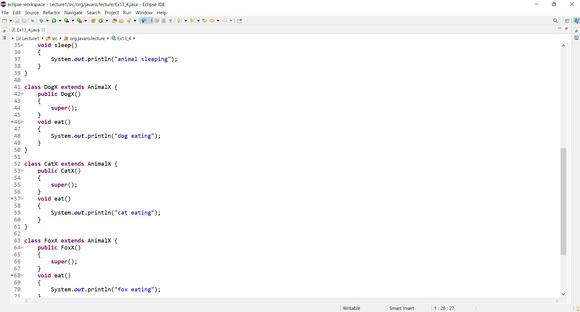 eclipse-workspace - Lecture1/src/org/javaro/lecture/Ex13_4.java - Eclipse IDE
File Edit Source Refactor Navigate Search Project Run Window Help
Ex13_4.java
Lecture1 src org.javaro.lecture Ex13_4
35 void sleep()
36 {
37 System.out.println("animal sleeping");
38 }
39 }
40
41 class DogX extends AnimalX {
42 public DogX()
43 {
44 super();
45 }
46 void eat()
47 {
48 System.out.println("dog eating");
49 }
50 }
51
52 class CatX extends AnimalX {
53 public CatX()
54 {
55 super();
56 }
57 void eat()
58 {
59 System.out.println("cat eating");
60 }
61 }
62
63 class FoxX extends AnimalX {
64 public FoxX()
65 {
66 super();
67 }
68 void eat()
69 {
70 System.out.println("fox eating");
71 }
Writable Smart Insert 1 : 28 : 27